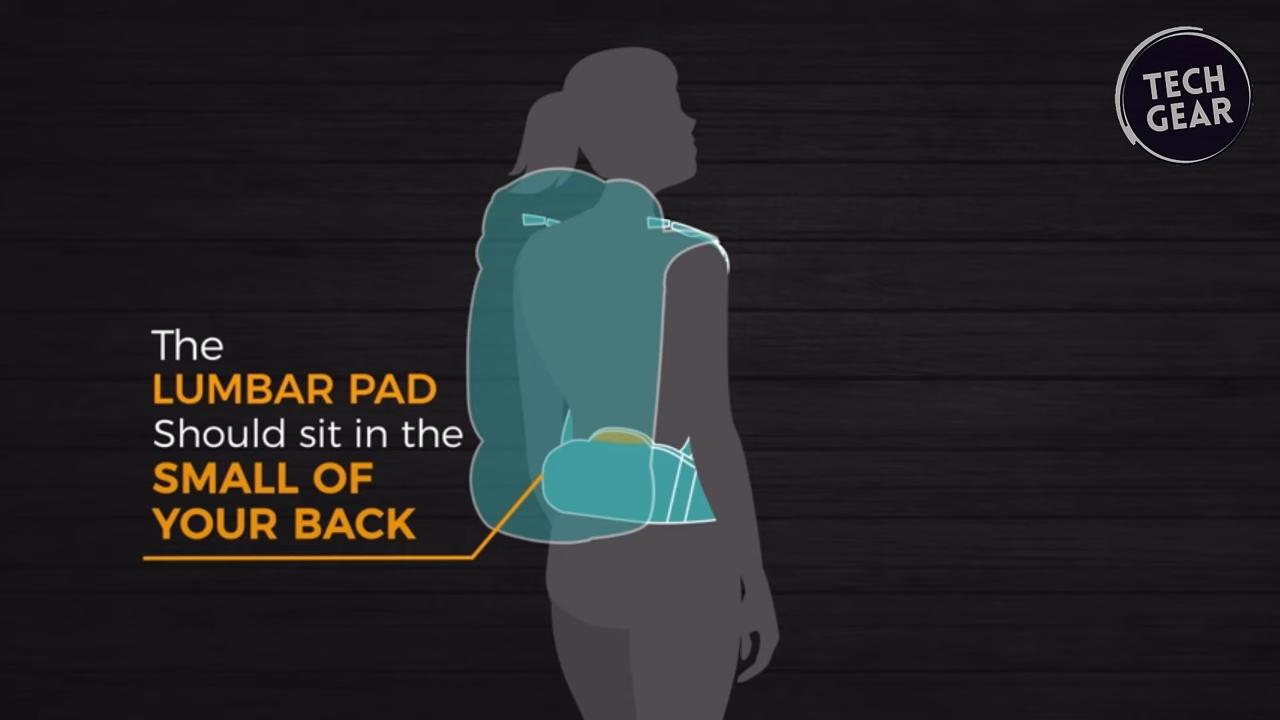 TECH
GEAR
The
LUMBAR PAD
Should sit in the
SMALL OF
YOUR BACK